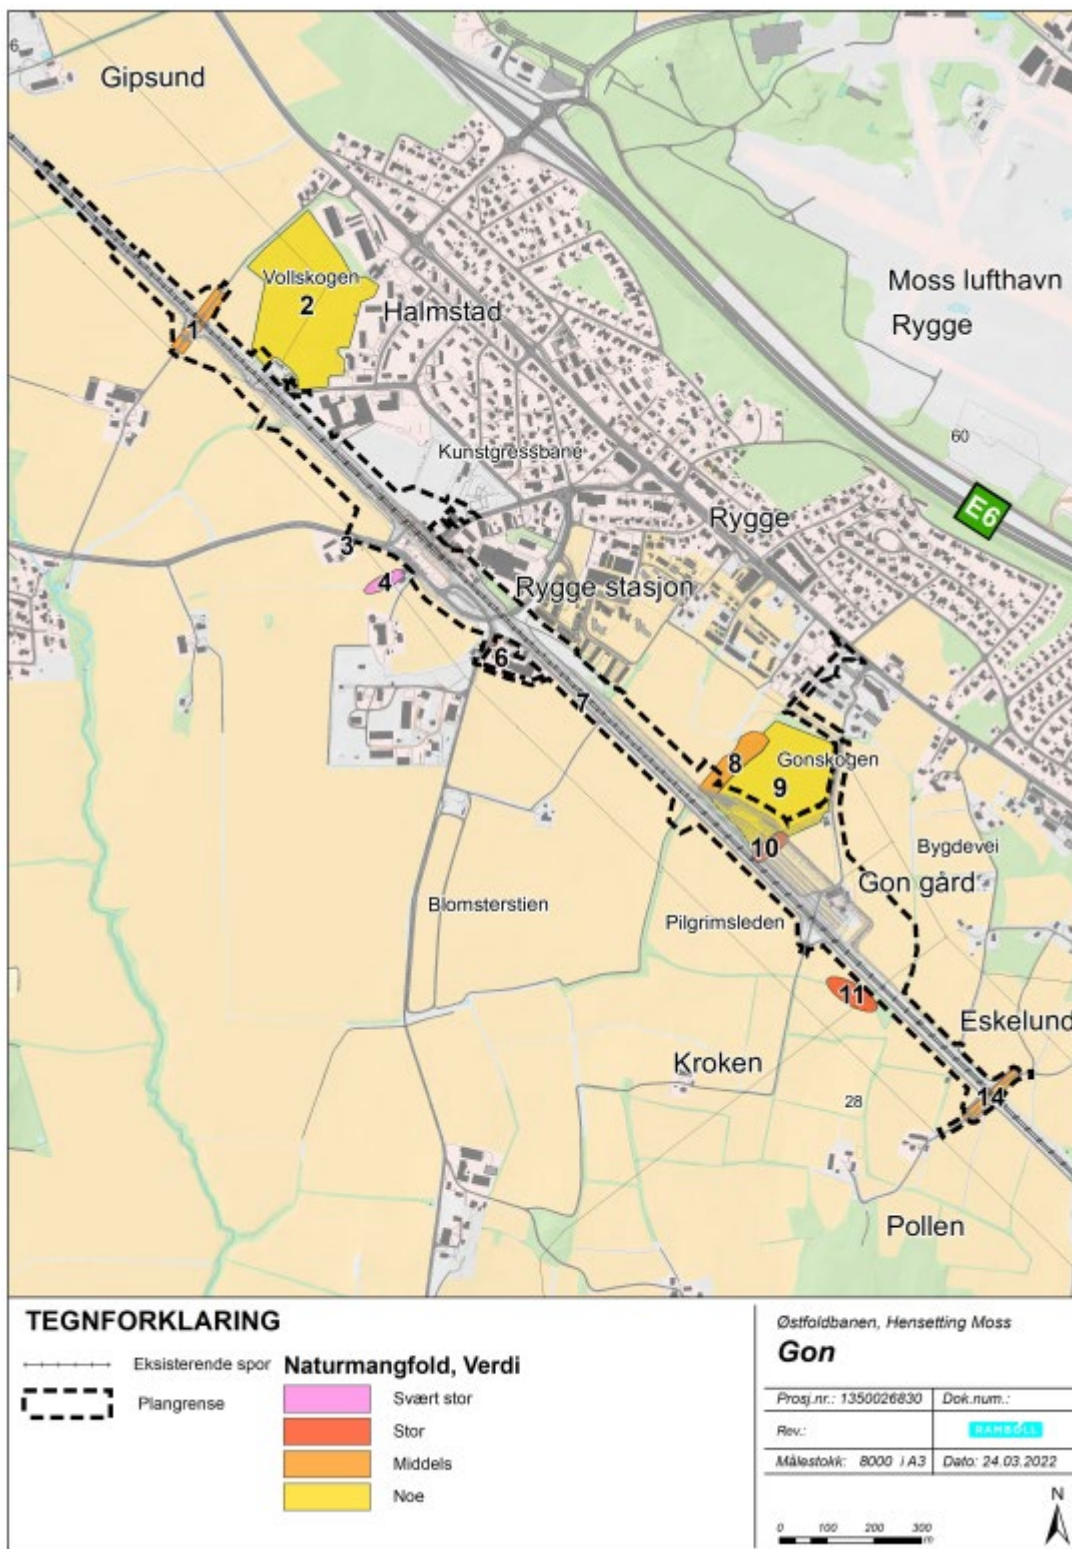 6
Gipsund
Vollskogen
2
Halmstad
Moss lufthavn
Rygge
1
60
Kunstgressbane
E6
Rygge
3
4
Rygge stasjon
6
7
8
Gonskogen
9
10
Bygdevei
Gon gård
Blomsterstien
Pilgrimsleden
11
Eskelund
Kroken
28
14
Pollen
TEGNFORKLARING
Eksisterende spor
Plangrense
Naturmangfold, Verdi
Svært stor
Stor
Middels
Noe
Østfoldbanen, Hensetting Moss
Gon
Prosj.nr.: 1350026830 Dok.num.:
Rev.: RAMBOLL
Målestokk: 8000 i A3 Dato: 24.03.2022
N
0 100 200 300
m